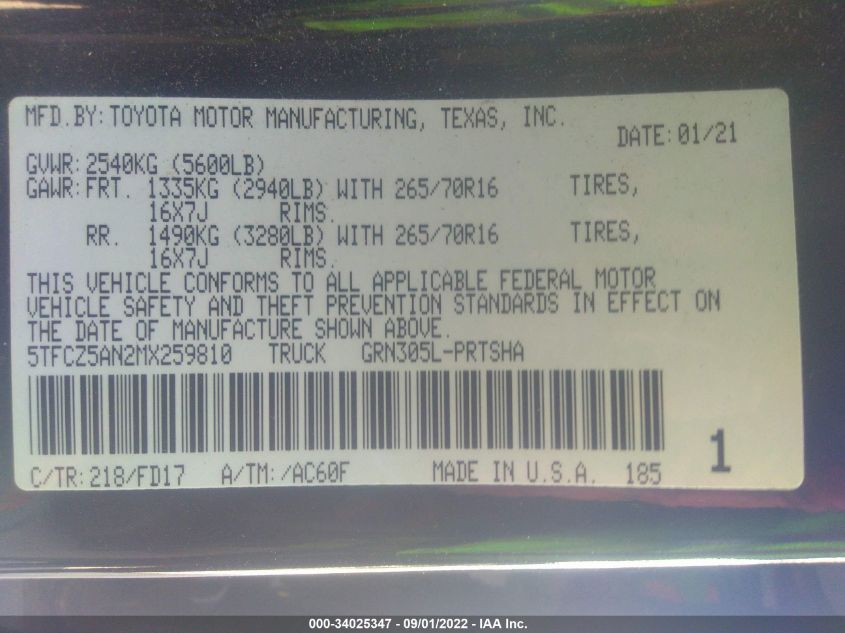 MFD.BY: TOYOTA MOTOR MANUFACTURING, TEXAS, INC.
DATE: 01/21
GVWR: 2540KG (5600LB)
GAWR: FRT. 1335KG (2940LB) WITH 265/70R16 TIRES,
16X7J RIMS.
RR. 1490KG (3280LB) WITH 265/70R16 TIRES,
16X7J RIMS.
THIS VEHICLE CONFORMS TO ALL APPLICABLE FEDERAL MOTOR
VEHICLE SAFETY AND THEFT PREVENTION STANDARDS IN EFFECT ON
THE DATE OF MANUFACTURE SHOWN ABOVE.
5TFCZ5AN2MX259810 TRUCK GRN305L-PRTSHA
1
C/TR: 218/FD17 A/TM: /AC60F MADE IN U.S.A. 185
000-34025347 - 09/01/2022 - IAA Inc.